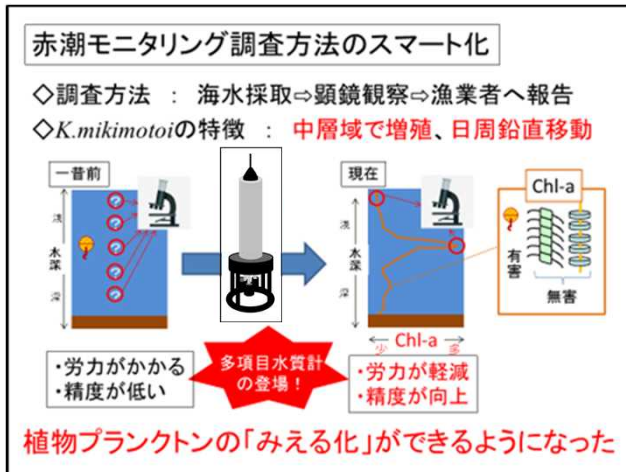 赤潮モニタリング調査方法のスマート化
◇調査方法 ： 海水採取⇨顕鏡観察⇨漁業者へ報告
◇K.mikimotoiの特徴 ： 中層域で増殖、日周鉛直移動
一昔前
浅
水深
深
現在
浅
水深
深
Chl-a
少
多
Chl-a
有害
無害
・労力がかかる
・精度が低い
多項目水質計
の登場！
・労力が軽減
・精度が向上
植物プランクトンの「みえる化」ができるようになった